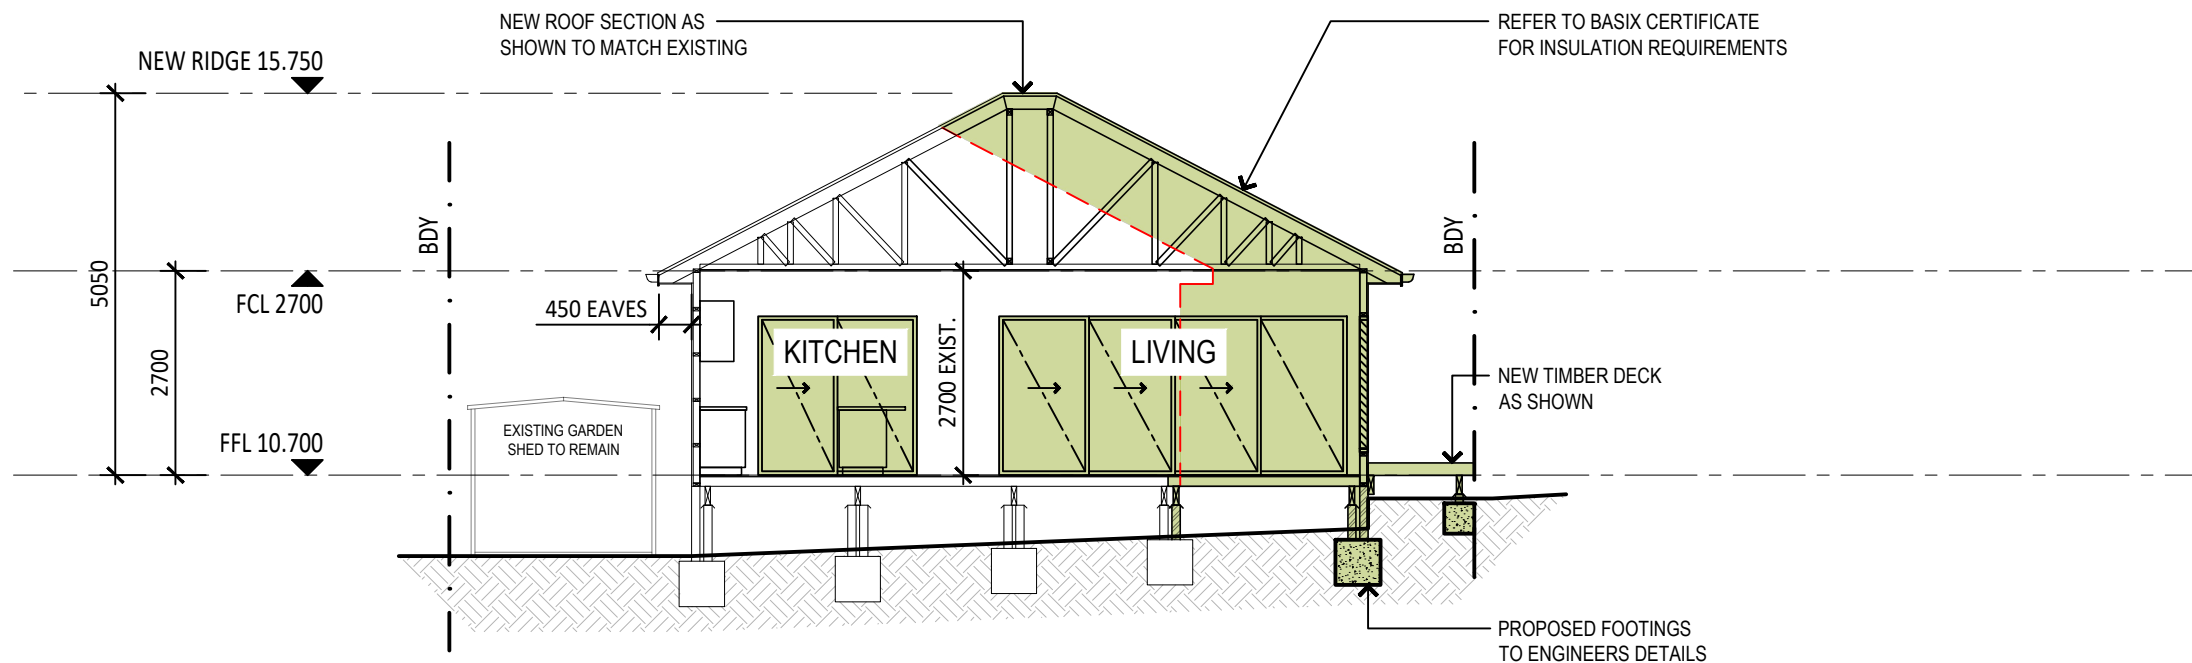 NEW ROOF SECTION AS
SHOWN TO MATCH EXISTING
REFER TO BASIX CERTIFICATE
FOR INSULATION REQUIREMENTS
NEW RIDGE 15.750
BDY
BDY
5050
FCL 2700
2700
450 EAVES
2700 EXIST.
KITCHEN
LIVING
NEW TIMBER DECK
AS SHOWN
FFL 10.700
EXISTING GARDEN
SHED TO REMAIN
PROPOSED FOOTINGS
TO ENGINEERS DETAILS